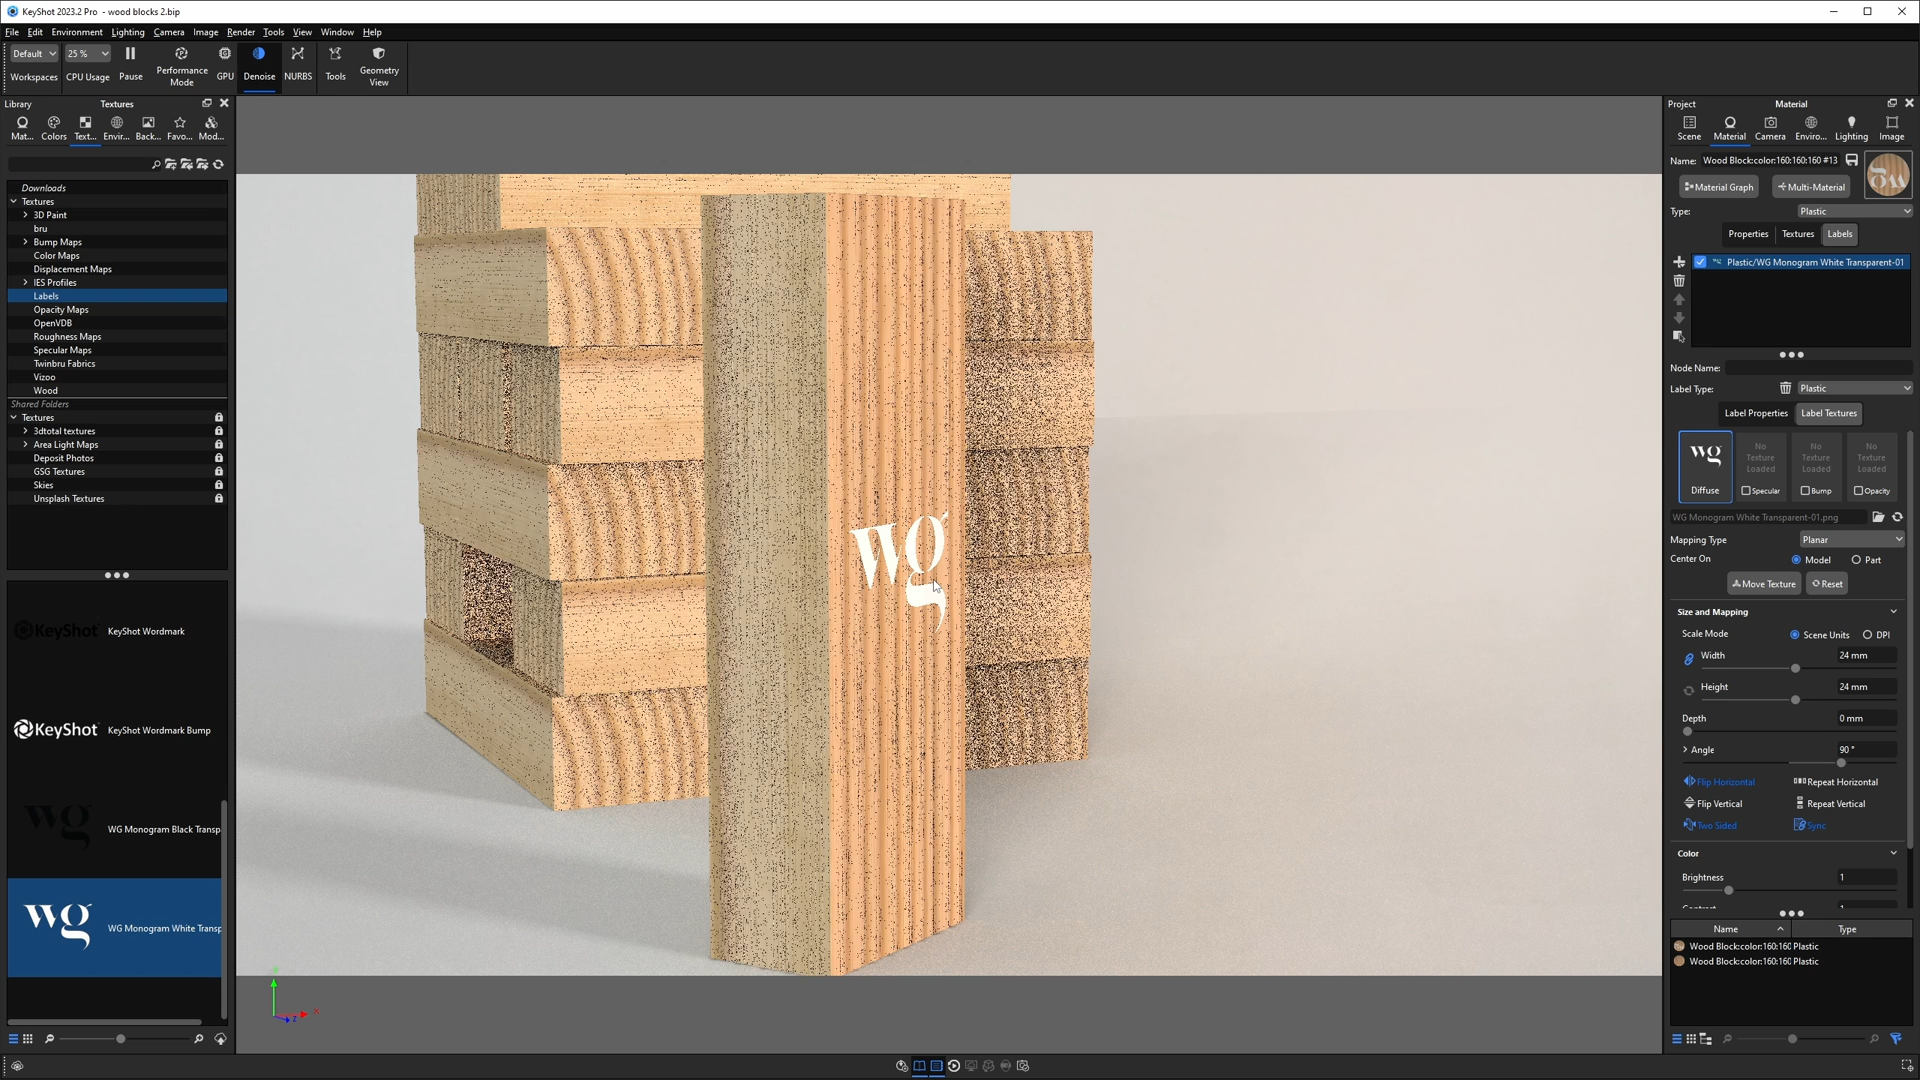 KeyShot 2023.2 Pro - wood blocks 2.bip
File Edit Environment Lighting Camera Image Render Tools View Window Help
Default 25 %
Workspaces CPU Usage Pause Performance Mode GPU Denoise NURBS Tools Geometry View
Library Textures
Mat... Colors Text... Envir... Back... Favo... Mod...
Downloads
Textures
3D Paint
bru
Bump Maps
Color Maps
Displacement Maps
IES Profiles
Labels
Opacity Maps
OpenVDB
Roughness Maps
Specular Maps
Twinbru Fabrics
Vizoo
Wood
Shared Folders
Textures
3dtotal textures
Area Light Maps
Deposit Photos
GSG Textures
Skies
Unsplash Textures
KeyShot KeyShot Wordmark
KeyShot KeyShot Wordmark Bump
wg WG Monogram Black Transp
wg WG Monogram White Transp
wg
X
Z
Project Material
Scene Material Camera Enviro... Lighting Image
Name: Wood Block:color:160:160:160 #13
Material Graph Multi-Material
Type: Plastic
Properties Textures Labels
Plastic/WG Monogram White Transparent-01
Node Name:
Label Type: Plastic
Label Properties Label Textures
wg No Texture Loaded No Texture Loaded No Texture Loaded
Diffuse Specular Bump Opacity
WG Monogram White Transparent-01.png
Mapping Type Planar
Center On Model Part
Move Texture Reset
Size and Mapping
Scale Mode Scene Units DPI
Width 24 mm
Height 24 mm
Depth 0 mm
Angle 90 °
Flip Horizontal Repeat Horizontal
Flip Vertical Repeat Vertical
Two Sided Sync
Color
Brightness 1
Name Type
Wood Block:color:160:160 Plastic
Wood Block:color:160:160 Plastic